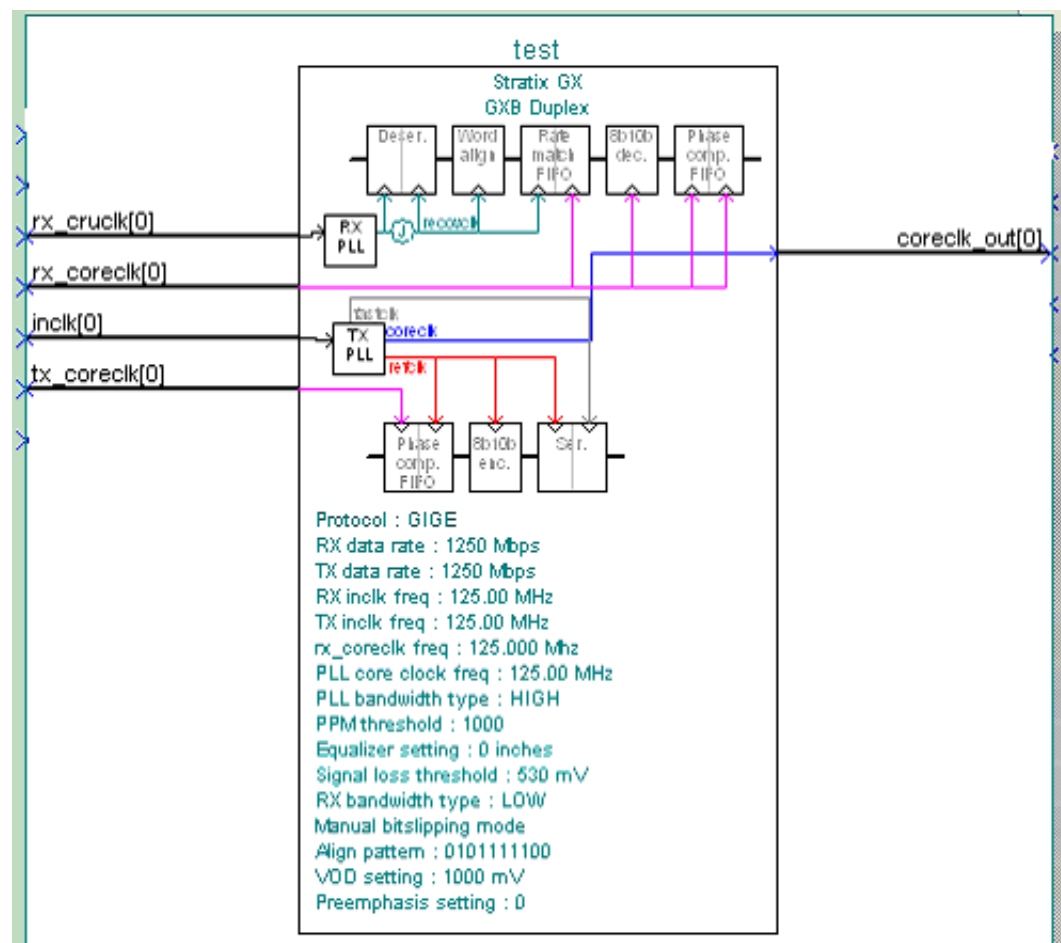 test
Stratix GX
GXB Duplex
Deser.
Word
align
Rate
match
FIFO
8b10b
dec.
Phase
comp.
FIFO
rx_cruclk[0]
RX
PLL
recovclk
coreclk_out[0]
rx_coreclk[0]
inclk[0]
fastclk
TX
PLL
coreclk
refclk
tx_coreclk[0]
Phase
comp.
FIFO
8b10b
enc.
Ser.
Protocol : GIGE
RX data rate : 1250 Mbps
TX data rate : 1250 Mbps
RX inclk freq : 125.00 MHz
TX inclk freq : 125.00 MHz
rx_coreclk freq : 125.000 Mhz
PLL core clock freq : 125.00 MHz
PLL bandwidth type : HIGH
PPM threshold : 1000
Equalizer setting : 0 inches
Signal loss threshold : 530 mV
RX bandwidth type : LOW
Manual bitslipping mode
Align pattern : 0101111100
VOD setting : 1000 mV
Preemphasis setting : 0